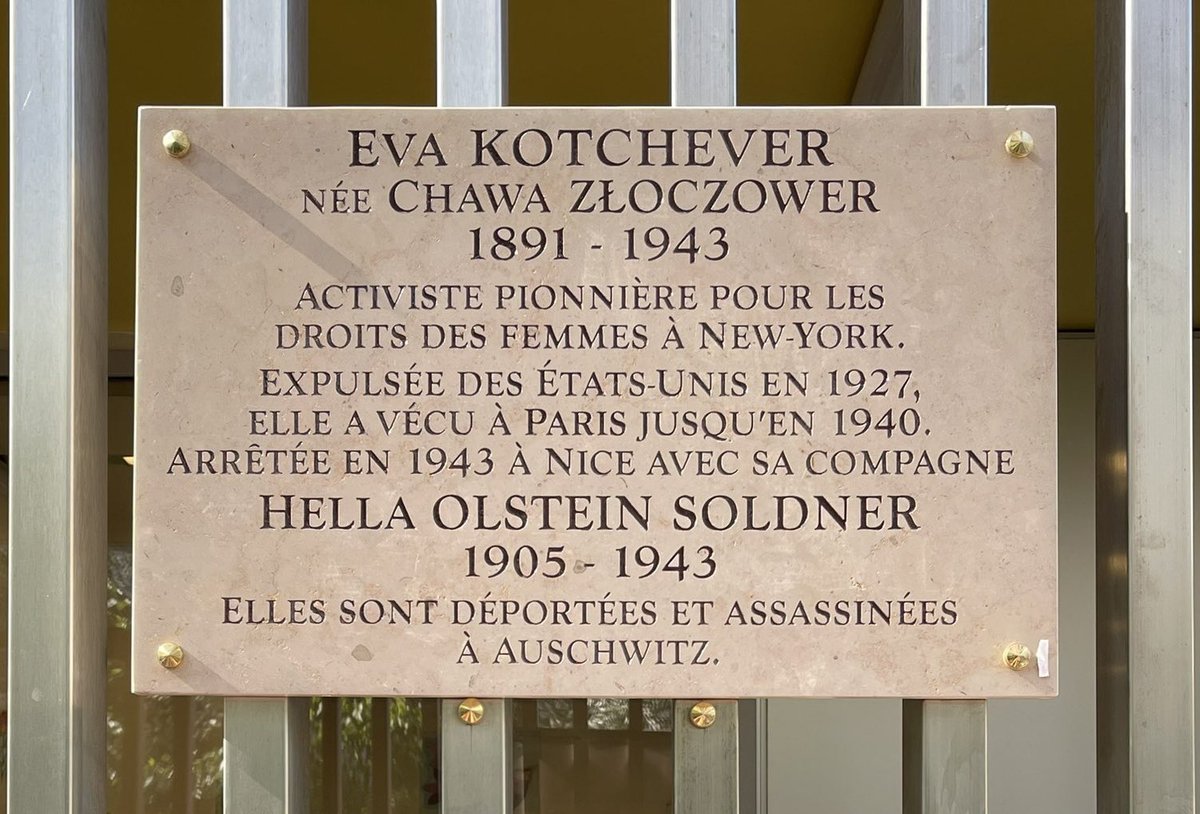 EVA KOTCHEVER
NÉE CHAWA ZŁOCZOWER
1891 - 1943
ACTIVISTE PIONNIÈRE POUR LES
DROITS DES FEMMES À NEW-YORK.
EXPULSÉE DES ÉTATS-UNIS EN 1927,
ELLE A VÉCU À PARIS JUSQU'EN 1940.
ARRÊTÉE EN 1943 À NICE AVEC SA COMPAGNE
HELLA OLSTEIN SOLDNER
1905 - 1943
ELLES SONT DÉPORTÉES ET ASSASSINÉES
À AUSCHWITZ.